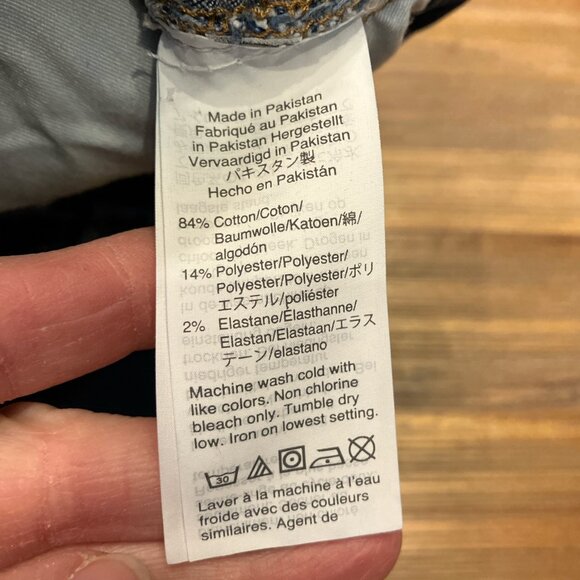 Made in Pakistan
Fabriqué au Pakistan
in Pakistan Hergestellt
Vervaardigd in Pakistan
パキスタン製
Hecho en Pakistán
84% Cotton/Coton/
Baumwolle/Katoen/綿/
algodón
14% Polyester/Polyester/
Polyester/Polyester/ポリ
エステル/poliéster
2% Elastane/Élasthanne/
Elastan/Elastaan/エラス
テーン/elastano
Machine wash cold with
like colors. Non chlorine
bleach only. Tumble dry
low. Iron on lowest setting.
30
Laver à la machine à l'eau
froide avec des couleurs
similaires. Agent de